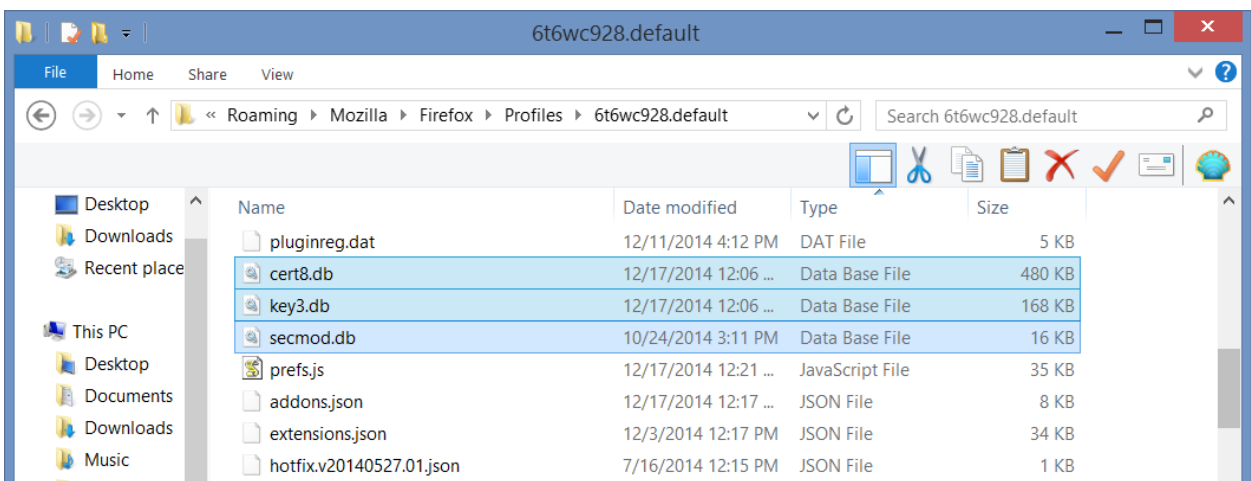 6t6wc928.default
File Home Share View
« Roaming Mozilla Firefox Profiles 6t6wc928.default Search 6t6wc928.default
Name Date modified Type Size
Desktop
pluginreg.dat 12/11/2014 4:12 PM DAT File 5 KB
Downloads
cert8.db 12/17/2014 12:06 ... Data Base File 480 KB
Recent place
key3.db 12/17/2014 12:06 ... Data Base File 168 KB
This PC
secmod.db 10/24/2014 3:11 PM Data Base File 16 KB
Desktop
prefs.js 12/17/2014 12:21 ... JavaScript File 35 KB
Documents
addons.json 12/17/2014 12:17 ... JSON File 8 KB
Downloads
extensions.json 12/3/2014 12:17 PM JSON File 34 KB
Music
hotfix.v20140527.01.json 7/16/2014 12:15 PM JSON File 1 KB